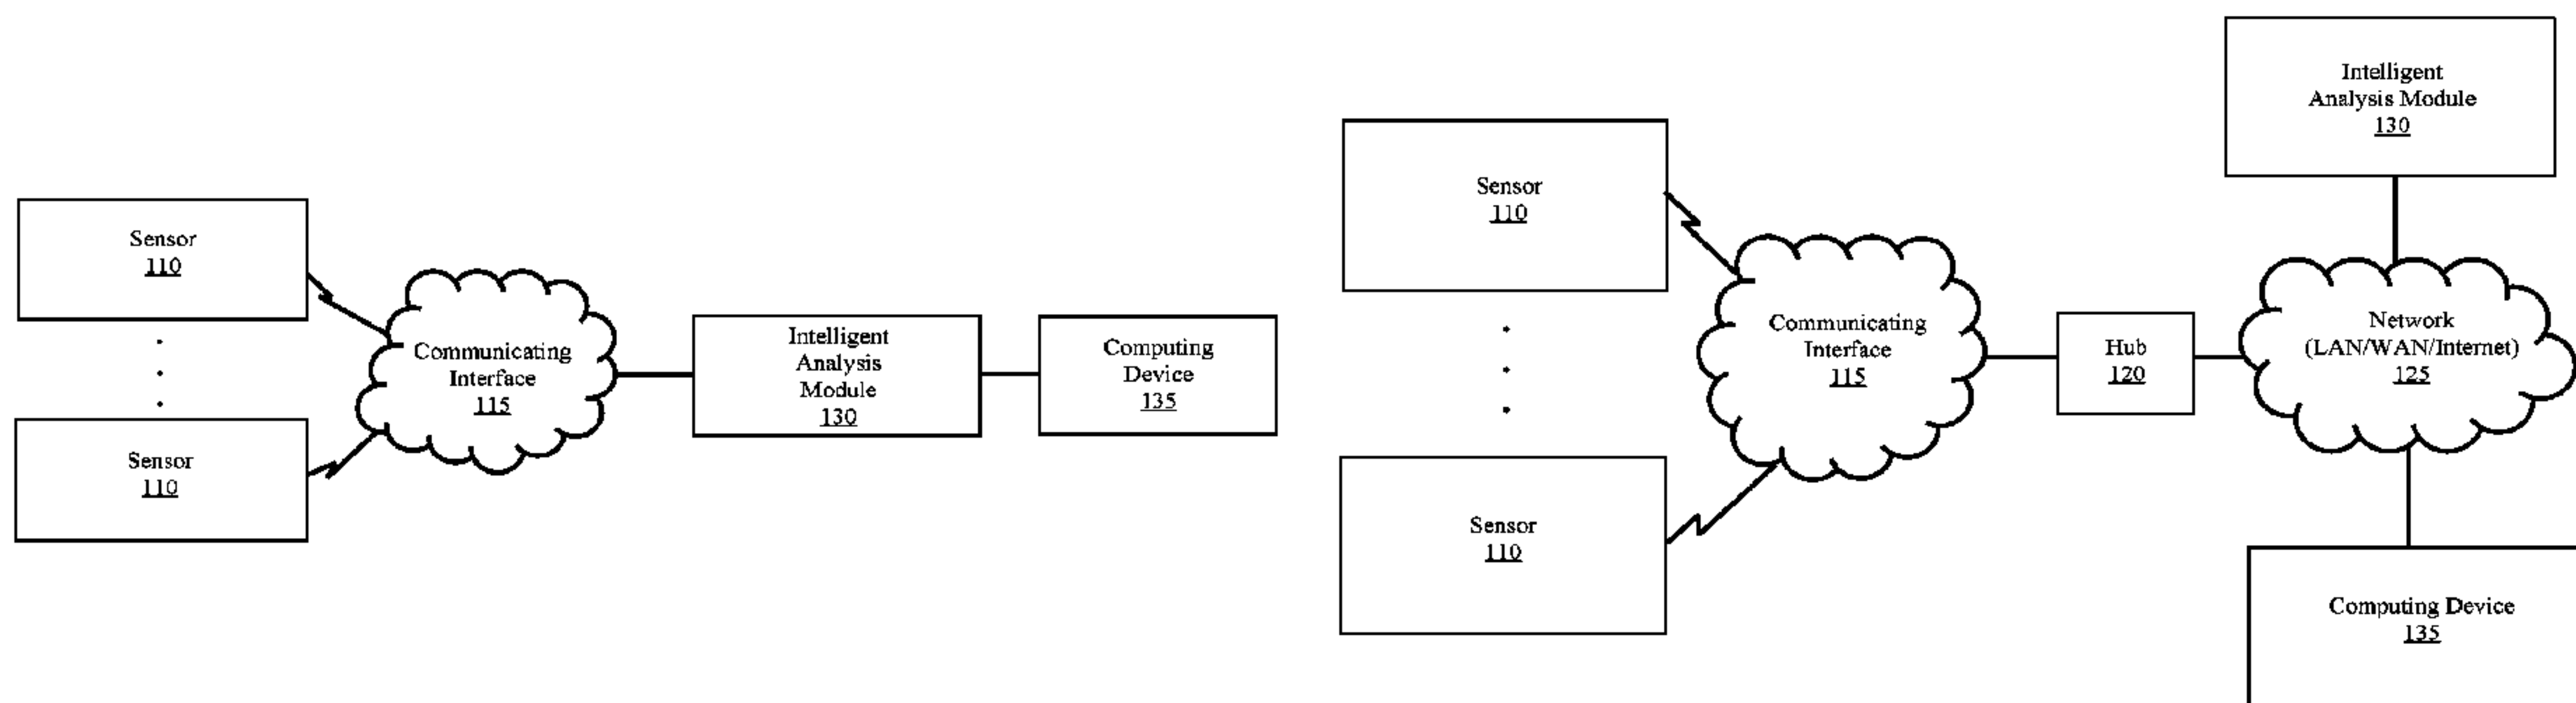 Sensor
110
Sensor
110
Communicating
Interface
115
Intelligent
Analysis
Module
130
Computing
Device
135
Sensor
110
Sensor
110
Communicating
Interface
115
Hub
120
Intelligent
Analysis Module
130
Network
(LAN/WAN/Internet)
125
Computing Device
135